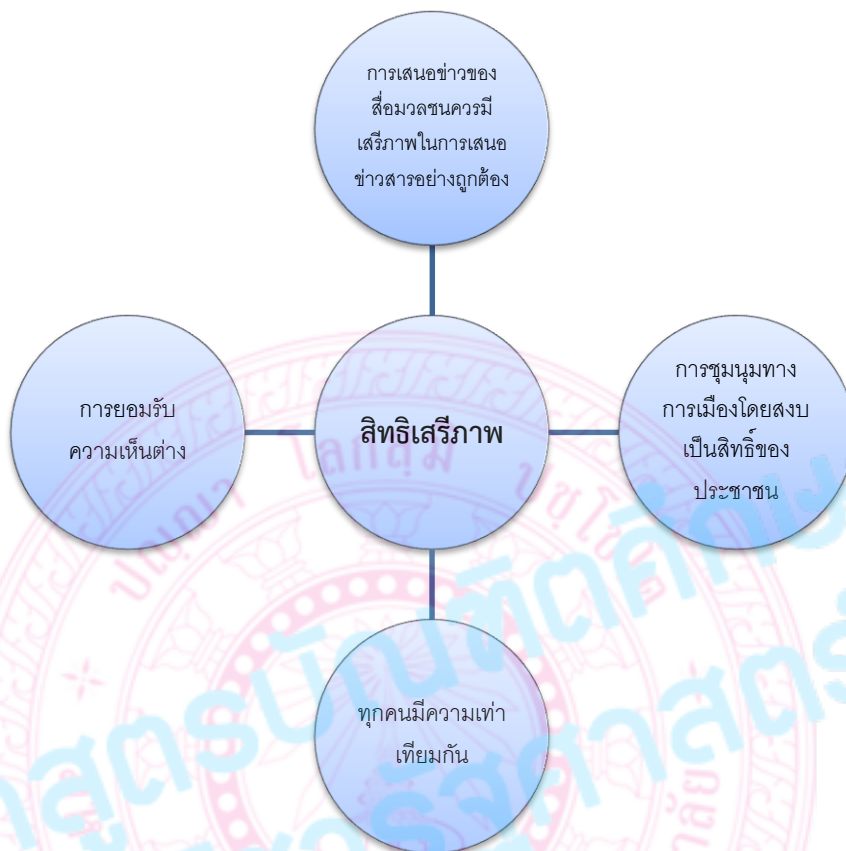 การเสนอข่าวของ
สื่อมวลชนควรมี
เสรีภาพในการเสนอ
ข่าวสารอย่างถูกต้อง
การยอมรับ
ความเห็นต่าง
สิทธิเสรีภาพ
การชุมนุมทาง
การเมืองโดยสงบ
เป็นสิทธิ์ของ
ประชาชน
ทุกคนมีความเท่า
เทียมกัน